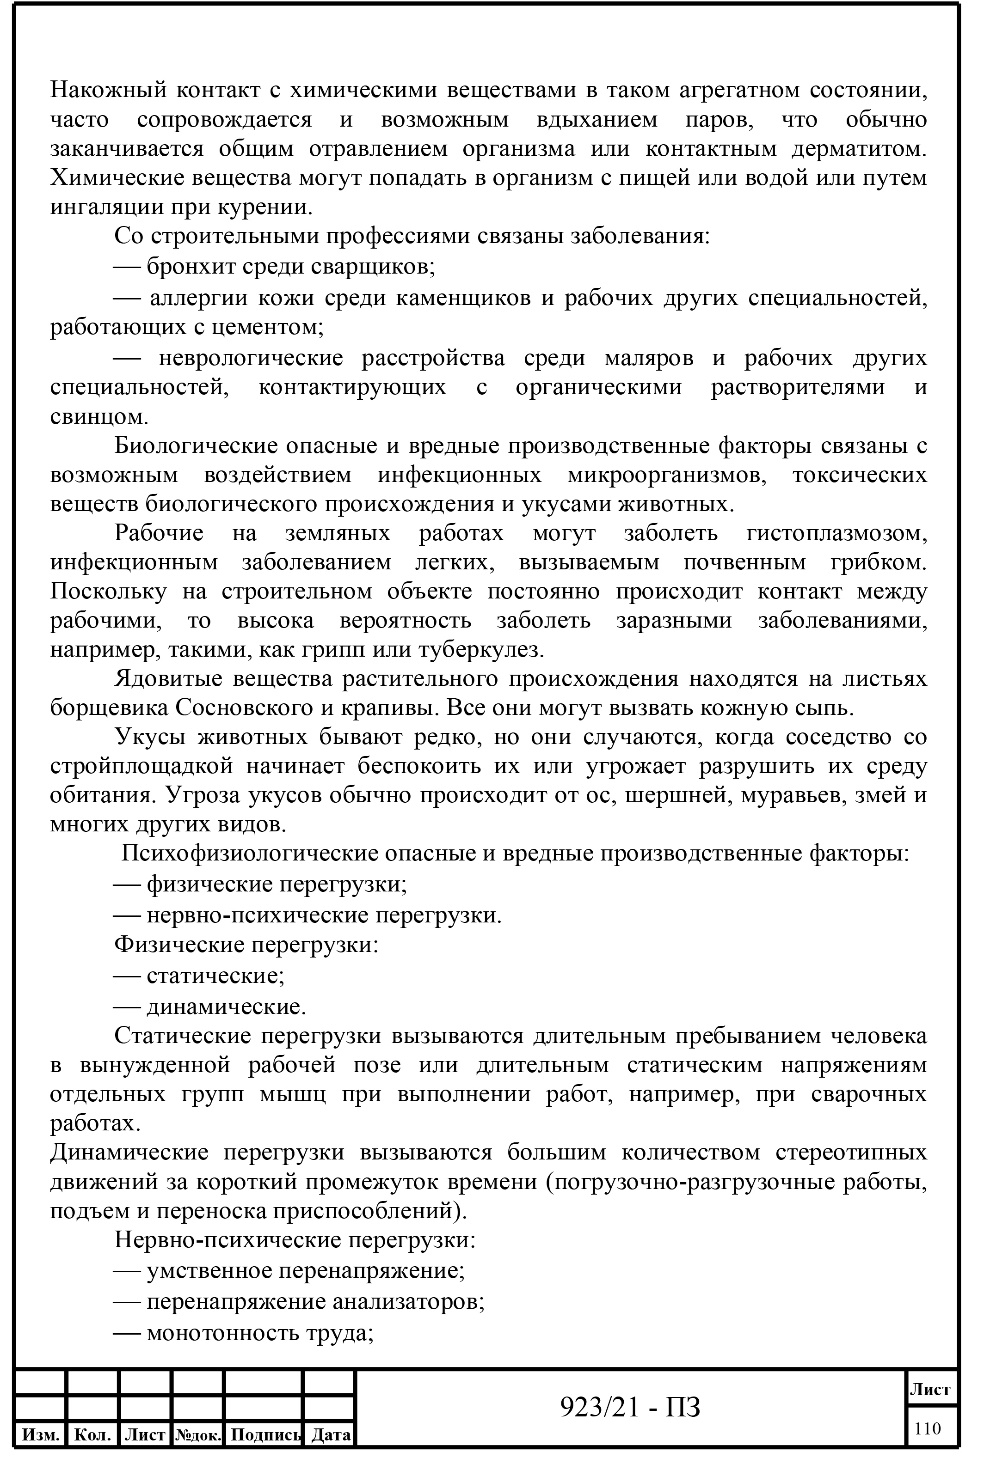 Накожный контакт с химическими веществами в таком агрегатном состоянии,
часто сопровождается и возможным вдыханием паров, что обычно
заканчивается общим отравлением организма или контактным дерматитом.
Химические вещества могут попадать в организм с пищей или водой или путем
ингаляции при курении.
Со строительными профессиями связаны заболевания:
— бронхит среди сварщиков;
— аллергии кожи среди каменщиков и рабочих других специальностей,
работающих с цементом;
— неврологические расстройства среди маляров и рабочих других
специальностей, контактирующих с органическими растворителями и
свинцом.
Биологические опасные и вредные производственные факторы связаны с
возможным воздействием инфекционных микроорганизмов, токсических
веществ биологического происхождения и укусами животных.
Рабочие на земляных работах могут заболеть гистоплазмозом,
инфекционным заболеванием легких, вызываемым почвенным грибком.
Поскольку на строительном объекте постоянно происходит контакт между
рабочими, то высока вероятность заболеть заразными заболеваниями,
например, такими, как грипп или туберкулез.
Ядовитые вещества растительного происхождения находятся на листьях
борщевика Сосновского и крапивы. Все они могут вызвать кожную сыпь.
Укусы животных бывают редко, но они случаются, когда соседство со
стройплощадкой начинает беспокоить их или угрожает разрушить их среду
обитания. Угроза укусов обычно происходит от ос, шершней, муравьев, змей и
многих других видов.
Психофизиологические опасные и вредные производственные факторы:
— физические перегрузки;
— нервно-психические перегрузки.
Физические перегрузки:
— статические;
— динамические.
Статические перегрузки вызываются длительным пребыванием человека
в вынужденной рабочей позе или длительным статическим напряжениям
отдельных групп мышц при выполнении работ, например, при сварочных
работах.
Динамические перегрузки вызываются большим количеством стереотипных
движений за короткий промежуток времени (погрузочно-разгрузочные работы,
подъем и переноска приспособлений).
Нервно-психические перегрузки:
— умственное перенапряжение;
— перенапряжение анализаторов;
— монотонность труда;
Изм. Кол. Лист №док. Подпись Дата
923/21 - ПЗ
Лист
110